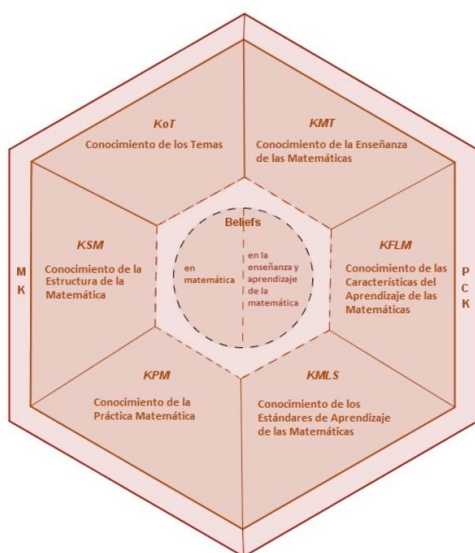 KoT
Conocimiento de los Temas
KMT
Conocimiento de la Enseñanza
de las Matemáticas
Beliefs
en
matemática
en la
enseñanza y
aprendizaje
de la
matemática
KSM
Conocimiento de la
Estructura de la
Matemática
KFLM
Conocimiento de las
Características del
Aprendizaje de las
Matemáticas
M
K
P
C
K
KPM
Conocimiento de la
Práctica Matemática
KMLS
Conocimiento de los
Estándares de Aprendizaje
de las Matemáticas